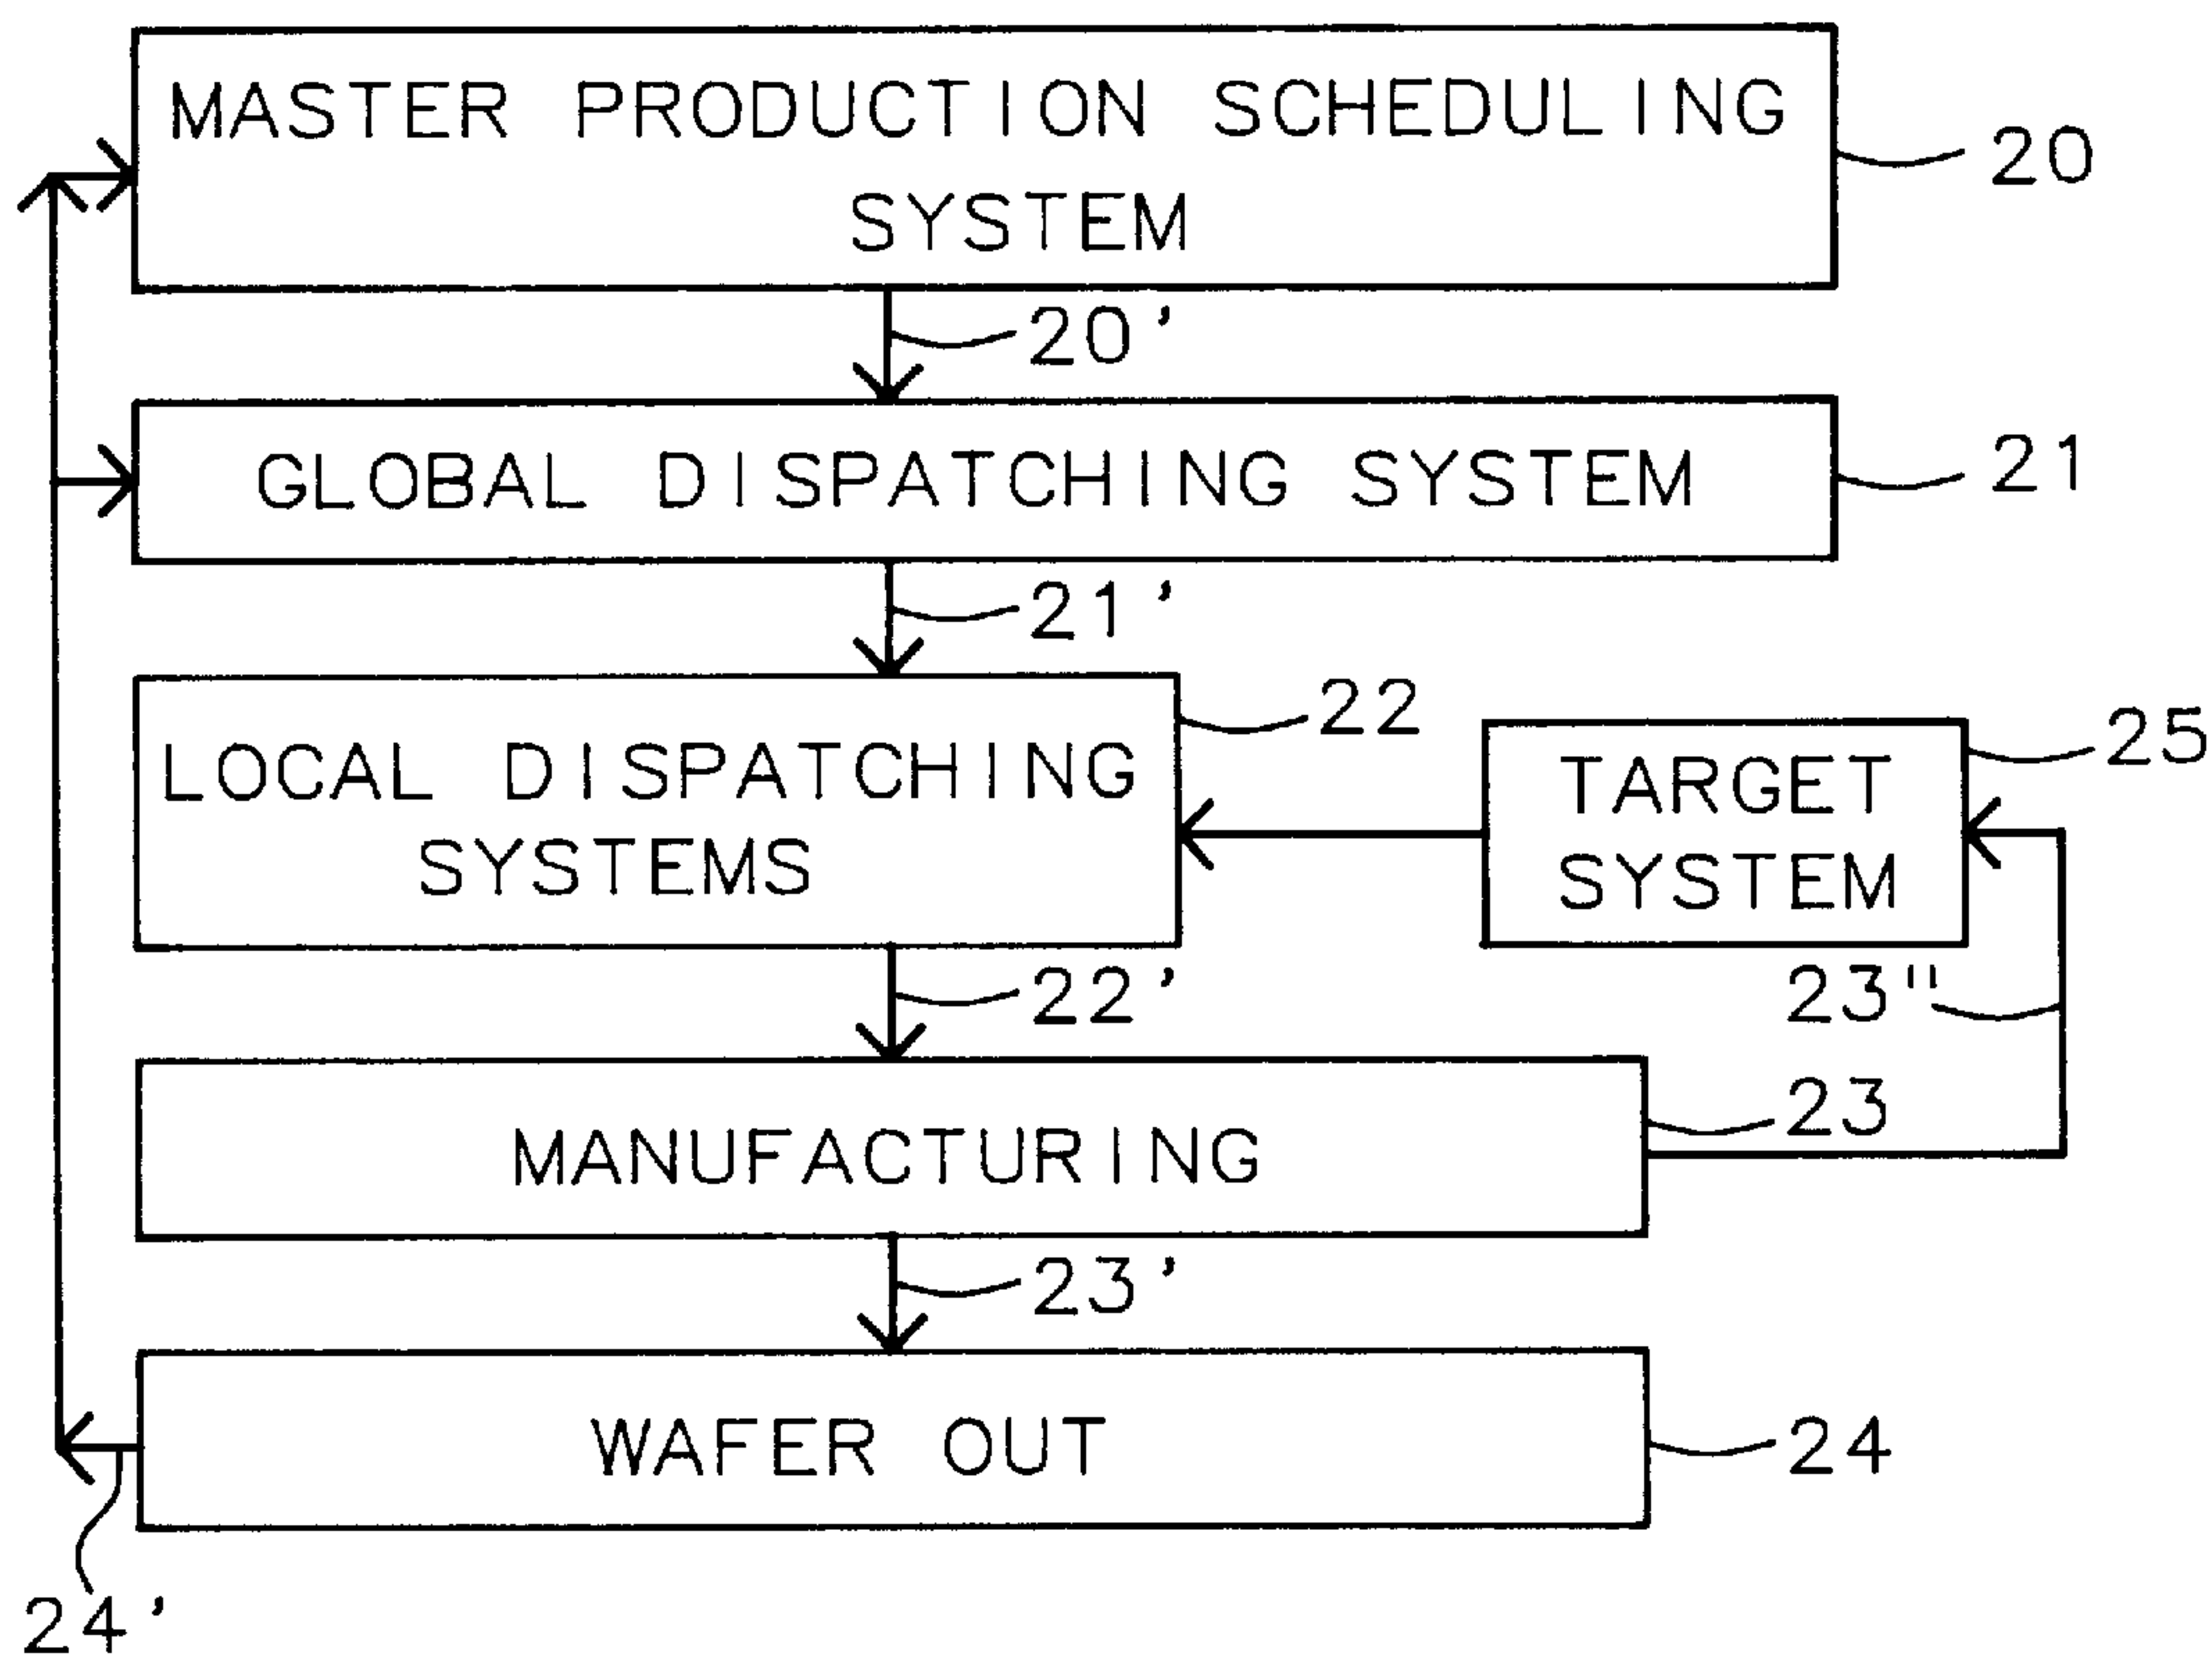 MASTER PRODUCTION SCHEDULING
SYSTEM
20
20'
GLOBAL DISPATCHING SYSTEM
21
21'
LOCAL DISPATCHING
SYSTEMS
22
TARGET
SYSTEM
25
22'
23"
MANUFACTURING
23
23'
WAFER OUT
24
24'